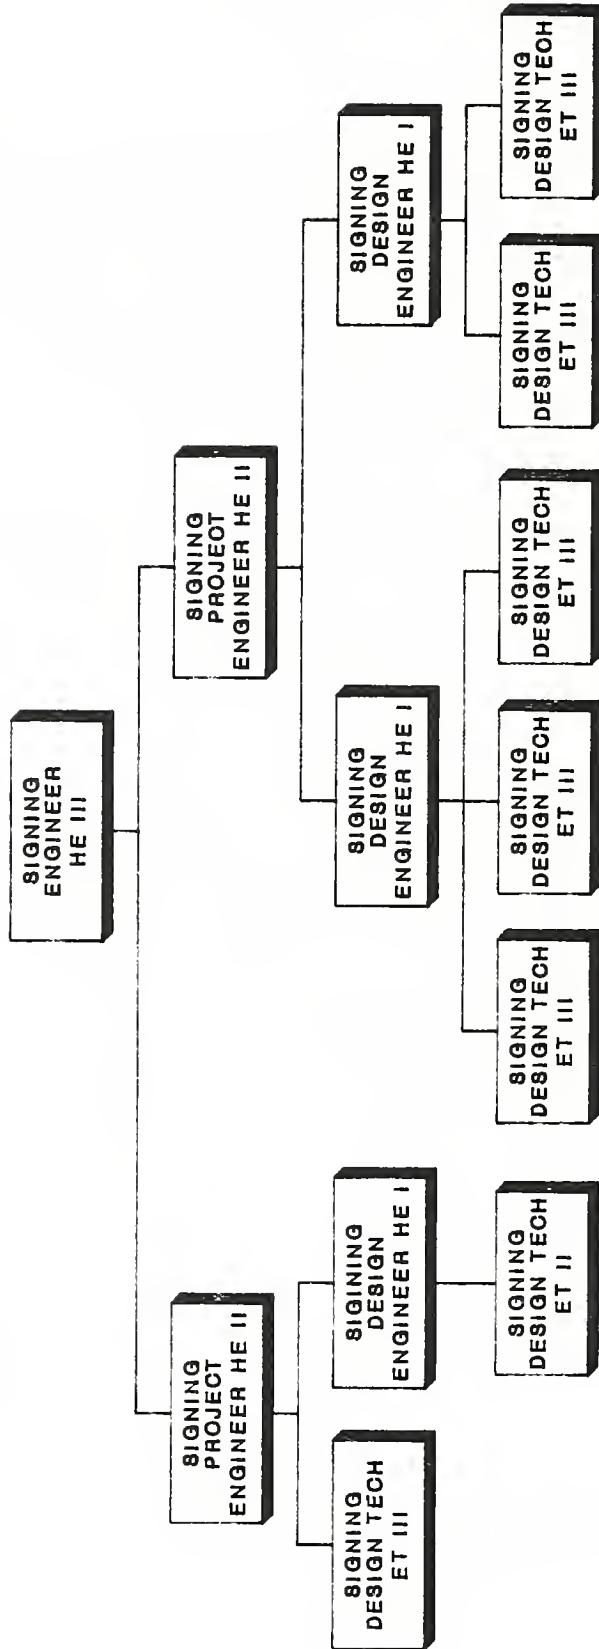 SIGNING
ENGINEER
HE III
SIGNING
PROJECT
ENGINEER HE II
SIGNING
PROJECT
ENGINEER HE II
SIGNING
DESIGN TECH
ET III
SIGINING
DESIGN
ENGINEER HE I
SIGNING
DESIGN
ENGINEER HE I
SIGNING
DESIGN
ENGINEER HE I
SIGNING
DESIGN TECH
ET II
SIGNING
DESIGN TECH
ET III
SIGNING
DESIGN TECH
ET III
SIGNING
DESIGN TECH
ET III
SIGNING
DESIGN TECH
ET III
SIGNING
DESIGN TECH
ET III